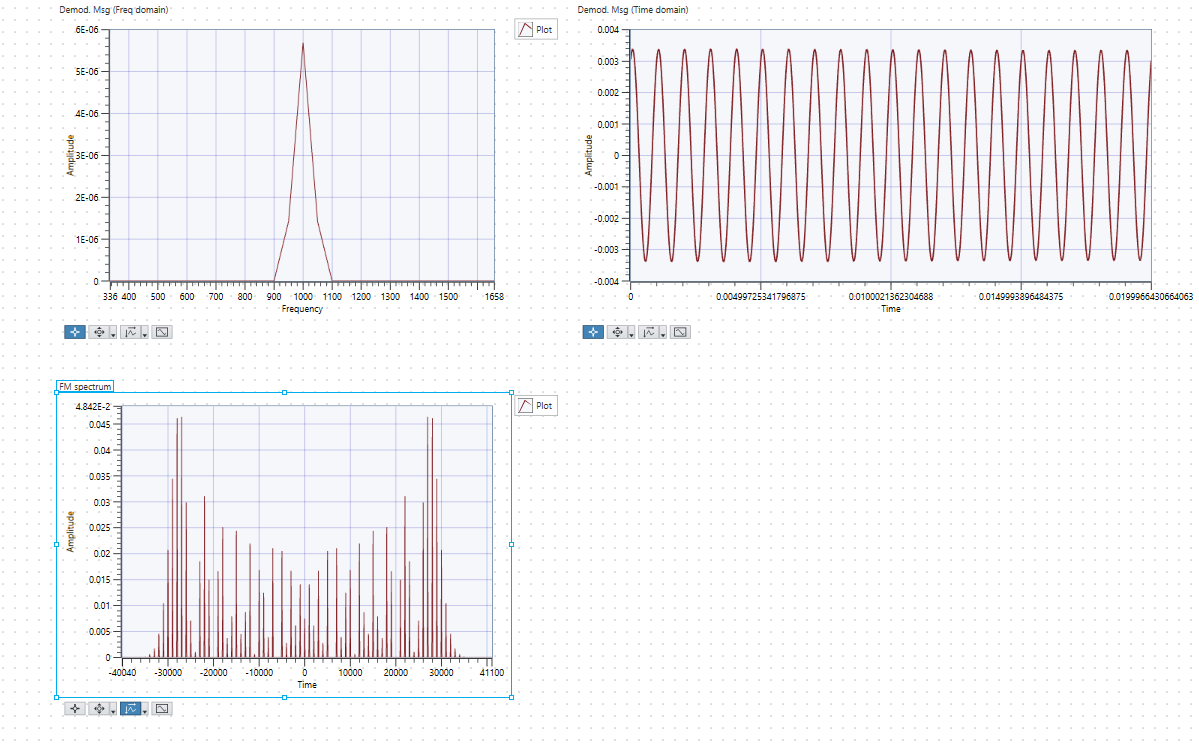 Demod. Msg (Freq domain)
Plot
6E-06
5E-06
4E-06
3E-06
2E-06
1E-06
0
Amplitude
336 400 500 600 700 800 900 1000 1100 1200 1300 1400 1500 1658
Frequency
Demod. Msg (Time domain)
0.004
0.003
0.002
0.001
0
-0.001
-0.002
-0.003
-0.004
Amplitude
0 0.00499725341796875 0.0100021362304688 0.0149993896484375 0.0199966430664063
Time
FM spectrum
Plot
4.842E-2
0.045
0.04
0.035
0.03
0.025
0.02
0.015
0.01
0.005
0
Amplitude
-40040 -30000 -20000 -10000 0 10000 20000 30000 41100
Time